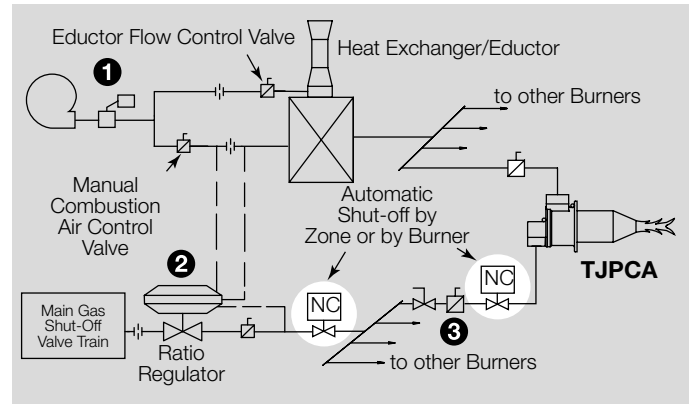 Eductor Flow Control Valve
Heat Exchanger/Eductor
1
to other Burners
Manual
Combustion
Air Control
Valve
Automatic
Shut-off by
Zone or by Burner
TJPCA
2
NC
NC
Main Gas
Shut-Off
Valve Train
Ratio
Regulator
3
to other Burners